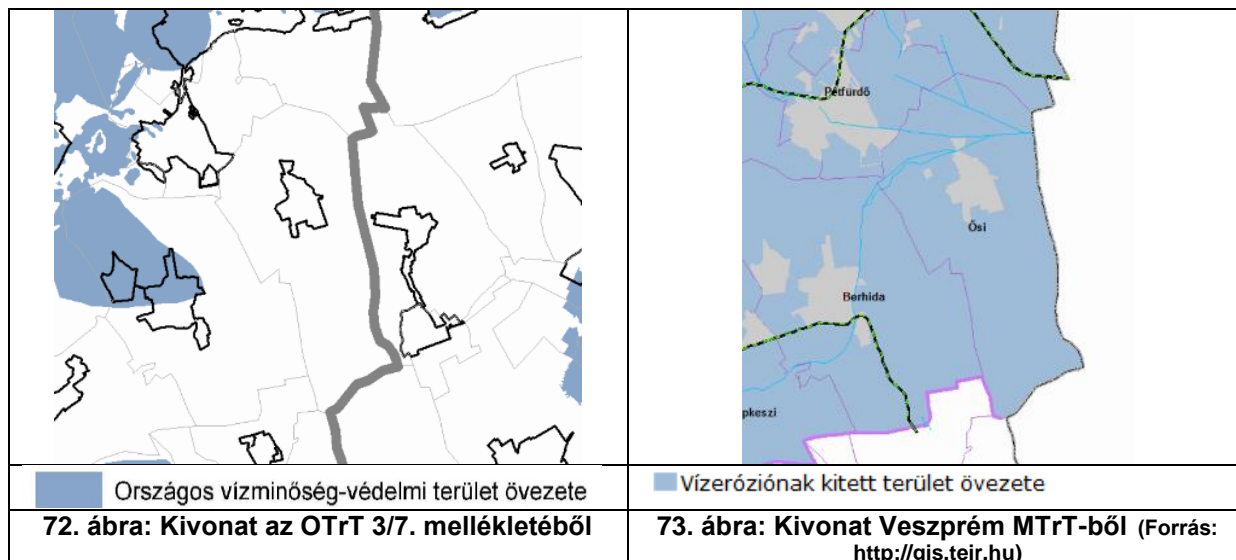 Pétfürdő
Ősi
Berhida
pkeszi
Országos vízminőség-védelmi terület övezete
Vízeróziónak kitett terület övezete
72. ábra: Kivonat az OTrT 3/7. mellékletéből
73. ábra: Kivonat Veszprém MTrT-ből (Forrás:
http://gis.teir.hu)